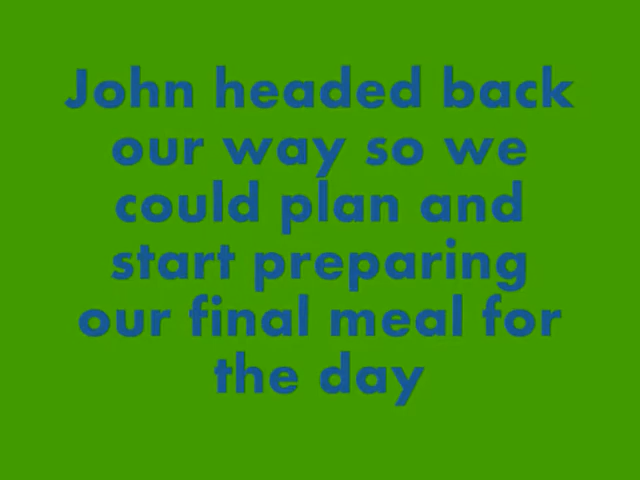 John headed back
our way so we
could plan and
start preparing
our final meal for
the day